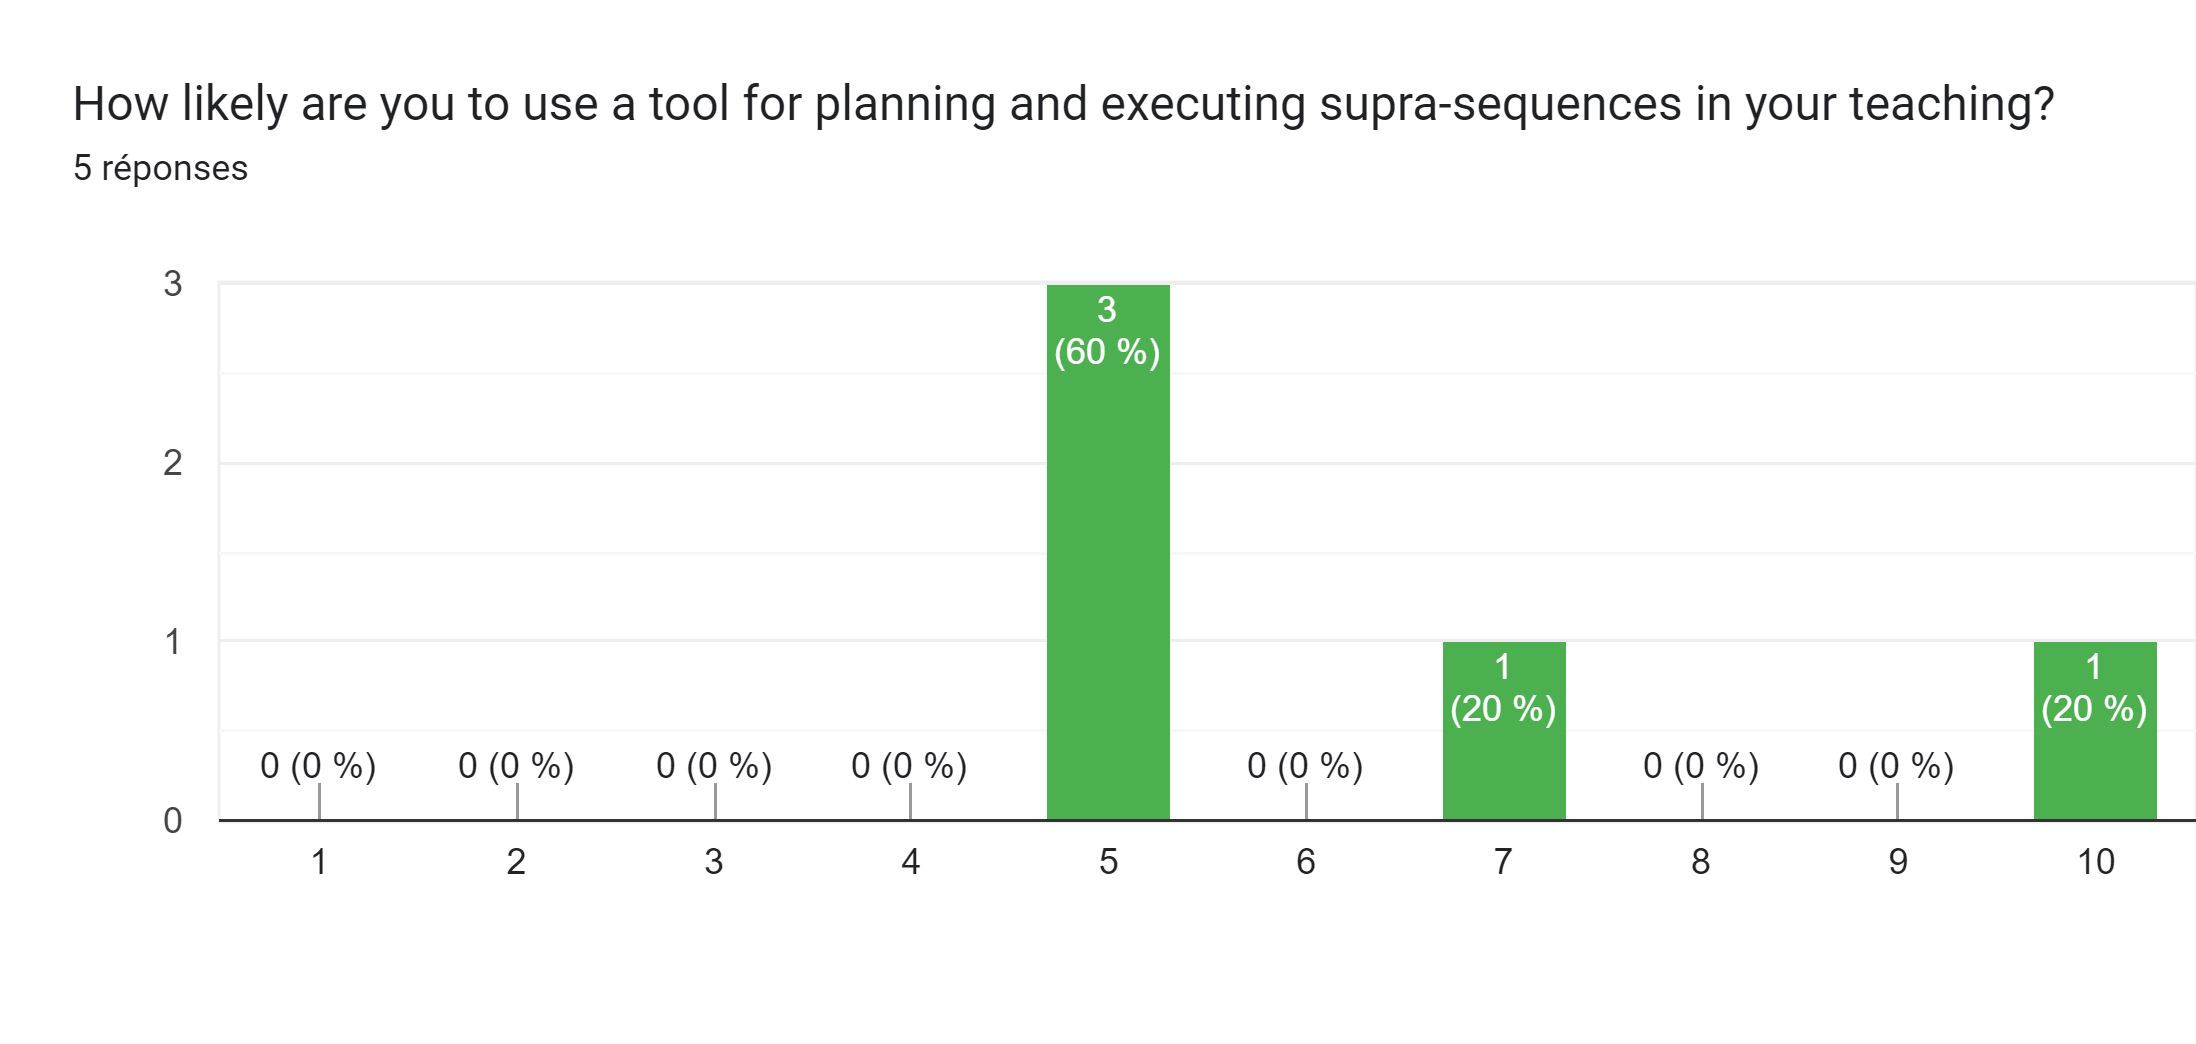 How likely are you to use a tool for planning and executing supra-sequences in your teaching?
5 réponses
3
2
1
0
0 (0 %)
0 (0 %)
0 (0 %)
0 (0 %)
3
(60 %)
0 (0 %)
1
(20 %)
0 (0 %)
0 (0 %)
1
(20 %)
1
2
3
4
5
6
7
8
9
10